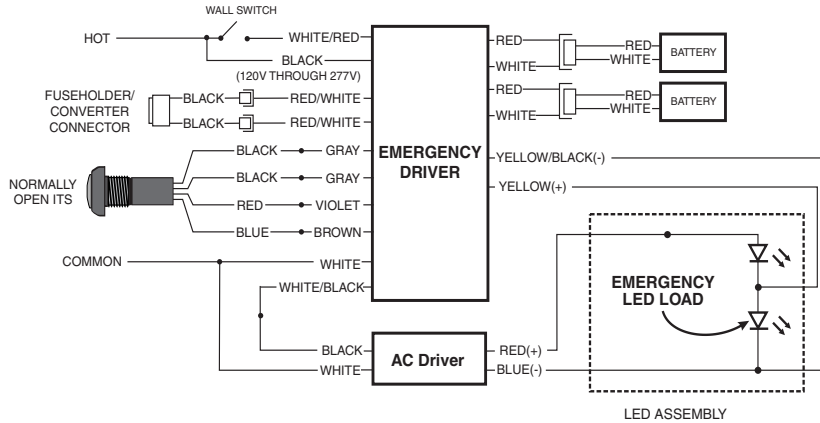 WALL SWITCH
HOT
WHITE/RED
BLACK
(120V THROUGH 277V)
FUSEHOLDER/
CONVERTER
CONNECTOR
BLACK
RED/WHITE
BLACK
RED/WHITE
NORMALLY
OPEN ITS
BLACK
GRAY
BLACK
GRAY
RED
VIOLET
BLUE
BROWN
COMMON
WHITE
WHITE/BLACK
EMERGENCY
DRIVER
RED
WHITE
RED
WHITE
BATTERY
RED
WHITE
RED
WHITE
BATTERY
YELLOW/BLACK(-)
YELLOW(+)
BLACK
WHITE
AC Driver
RED(+)
BLUE(-)
EMERGENCY
LED LOAD
LED ASSEMBLY